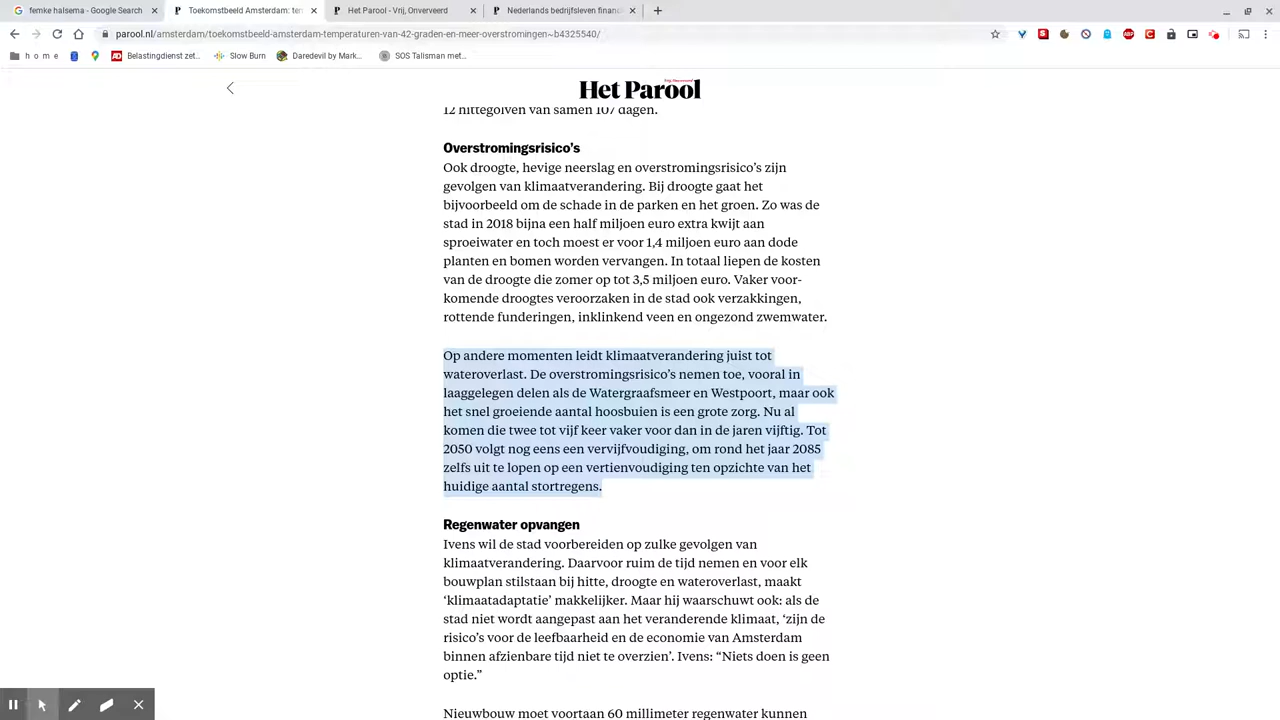 femke halsema - Google Search
Toekomstbeeld Amsterdam: ten
Het Parool - Vrij, Onverveerd
Nederlands bedrijfsleven financi
parool.nl/amsterdam/toekomstbeeld-amsterdam-temperaturen-van-42-graden-en-meer-overstromingen~b4325540/
h o m e
Belastingdienst zet...
Slow Burn
Daredevil by Mark...
SOS Talisman met...
Het Parool
12 hittegolven van samen 107 dagen.
Overstromingsrisico’s
Ook droogte, hevige neerslag en overstromingsrisico’s zijn
gevolgen van klimaatverandering. Bij droogte gaat het
bijvoorbeeld om de schade in de parken en het groen. Zo was de
stad in 2018 bijna een half miljoen euro extra kwijt aan
sproeiwater en toch moest er voor 1,4 miljoen euro aan dode
planten en bomen worden vervangen. In totaal liepen de kosten
van de droogte die zomer op tot 3,5 miljoen euro. Vaker voor-
komende droogtes veroorzaken in de stad ook verzakkingen,
rottende funderingen, inklinkend veen en ongezond zwemwater.
Op andere momenten leidt klimaatverandering juist tot
wateroverlast. De overstromingsrisico’s nemen toe, vooral in
laaggelegen delen als de Watergraafsmeer en Westpoort, maar ook
het snel groeiende aantal hoosbuien is een grote zorg. Nu al
komen die twee tot vijf keer vaker voor dan in de jaren vijftig. Tot
2050 volgt nog eens een vervijfvoudiging, om rond het jaar 2085
zelfs uit te lopen op een vertienvoudiging ten opzichte van het
huidige aantal stortregens.
Regenwater opvangen
Ivens wil de stad voorbereiden op zulke gevolgen van
klimaatverandering. Daarvoor ruim de tijd nemen en voor elk
bouwplan stilstaan bij hitte, droogte en wateroverlast, maakt
‘klimaatadaptatie’ makkelijker. Maar hij waarschuwt ook: als de
stad niet wordt aangepast aan het veranderende klimaat, ‘zijn de
risico’s voor de leefbaarheid en de economie van Amsterdam
binnen afzienbare tijd niet te overzien’. Ivens: “Niets doen is geen
optie.”
Nieuwbouw moet voortaan 60 millimeter regenwater kunnen